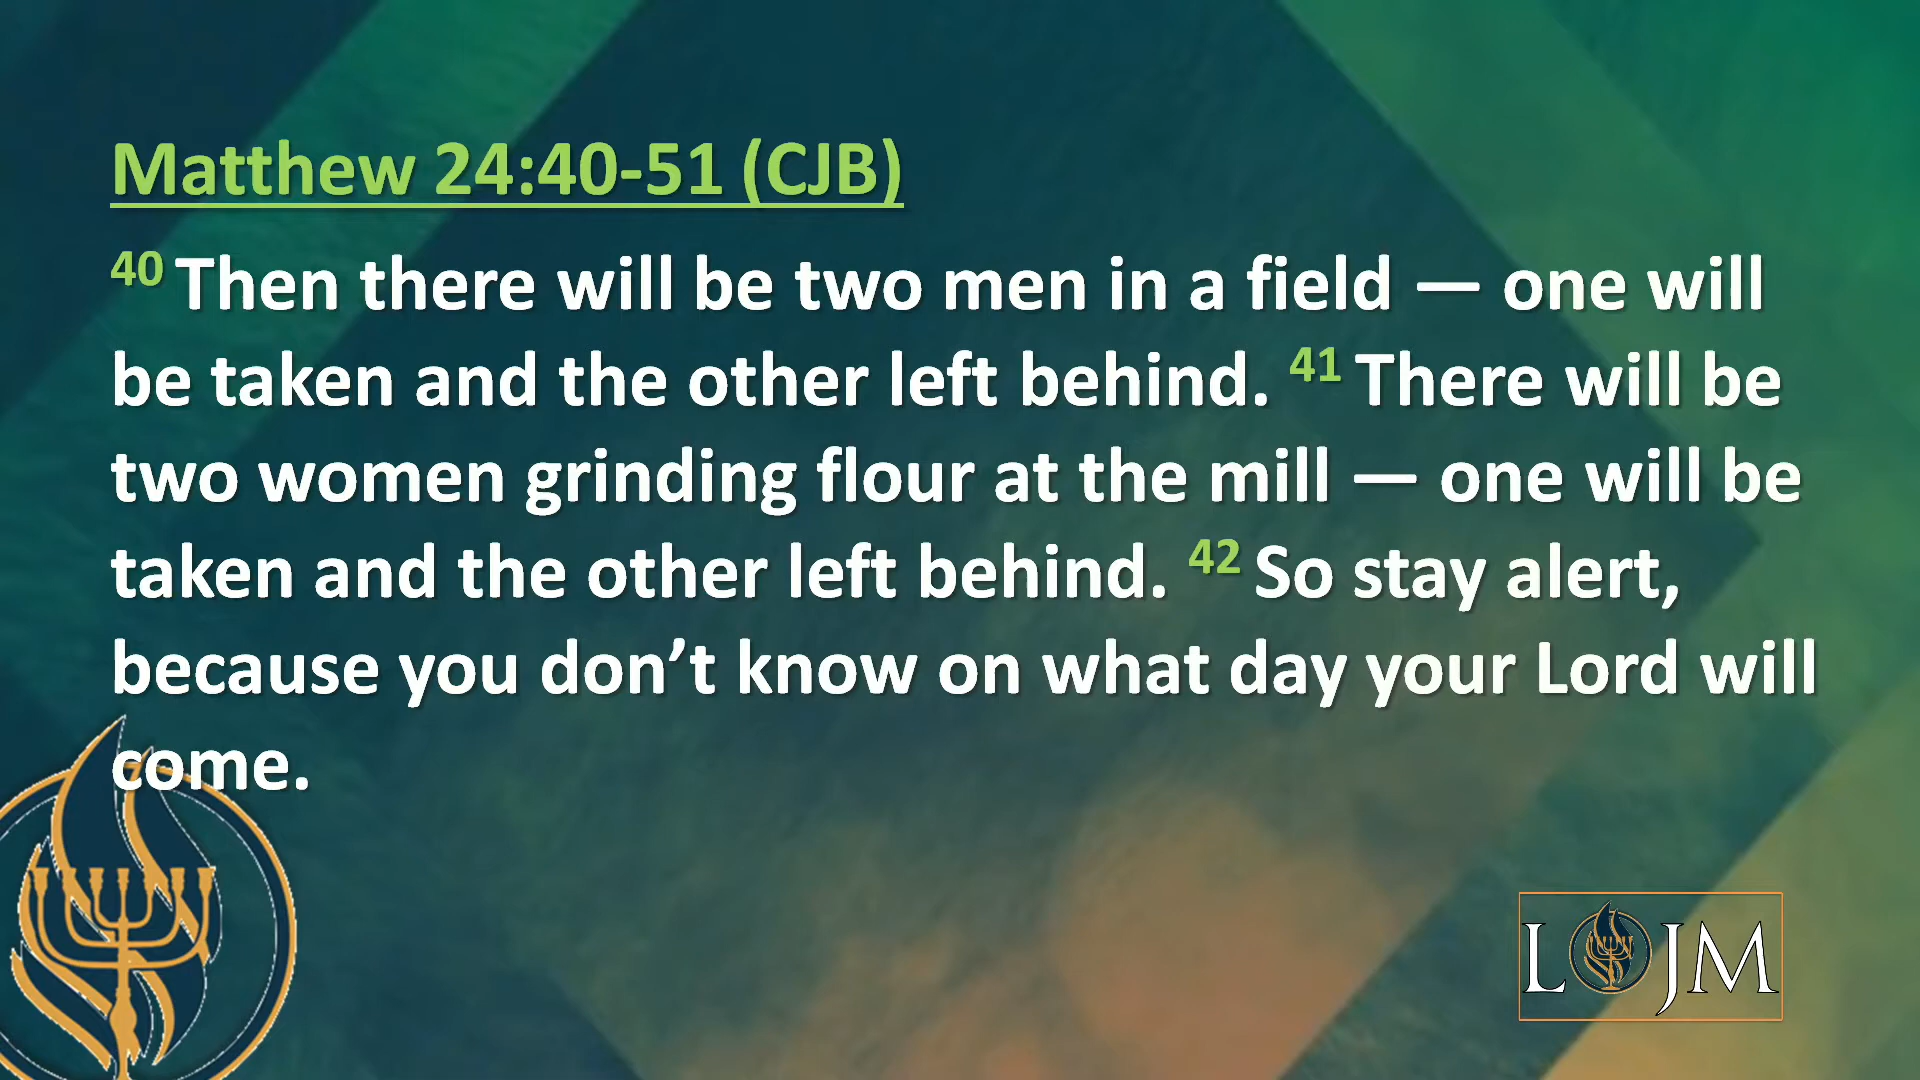 Matthew 24:40-51 (CJB)
40 Then there will be two men in a field — one will
be taken and the other left behind. 41 There will be
two women grinding flour at the mill — one will be
taken and the other left behind. 42 So stay alert,
because you don’t know on what day your Lord will
come.
LOJM